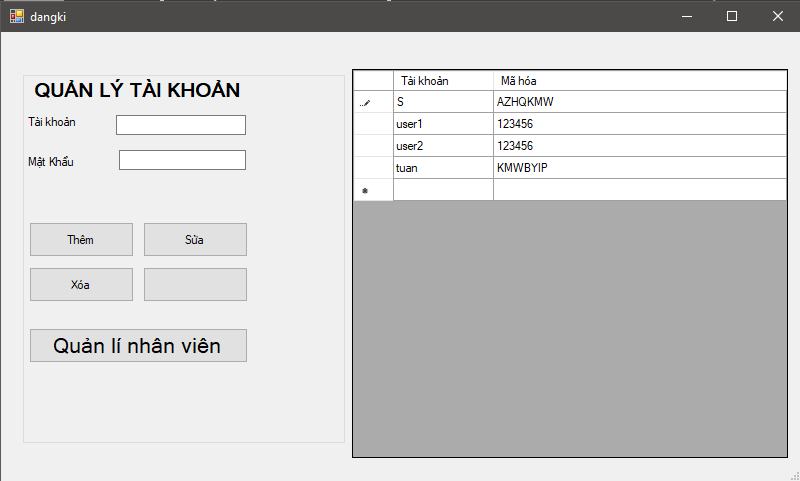 dangki
QUẢN LÝ TÀI KHOẢN
Tài khoản
Mật Khẩu
Thêm
Sửa
Xóa
Quản lí nhân viên
Tài khoản Mã hóa
S AZHQKMW
user1 123456
user2 123456
tuan KMWBYIP